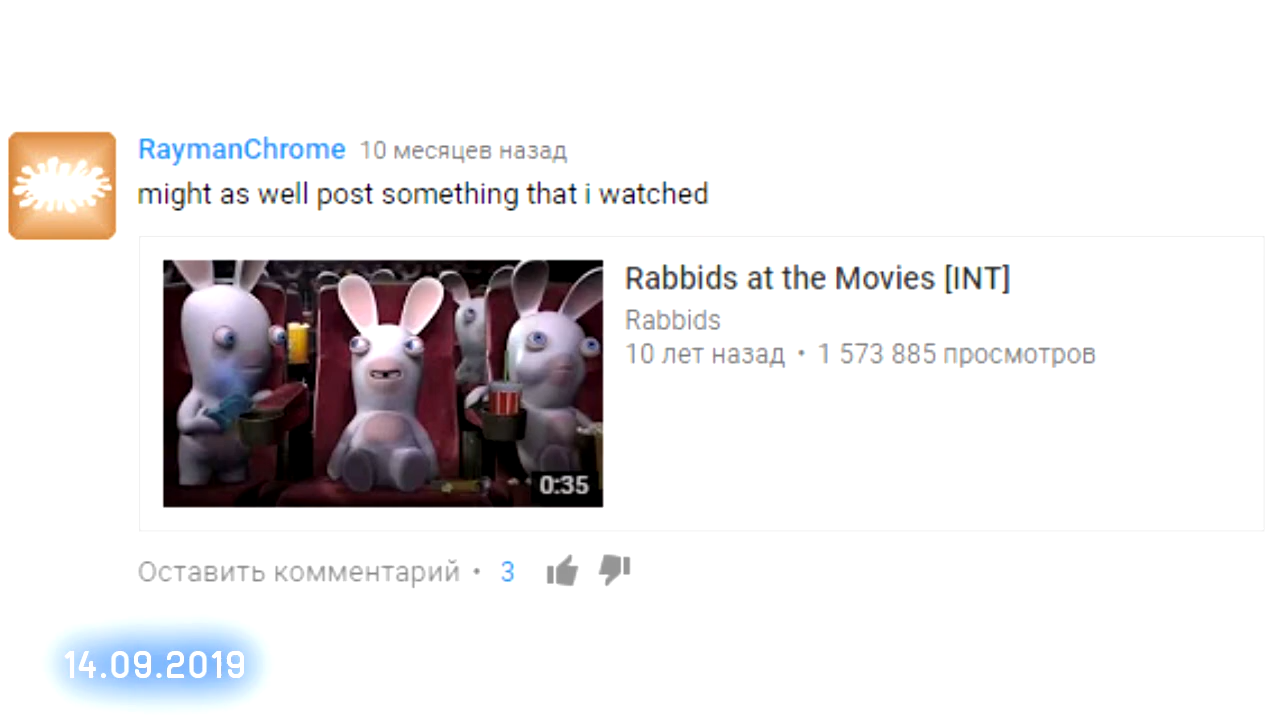 RaymanChrome 10 месяцев назад
might as well post something that i watched
Rabbids at the Movies [INT]
Rabbids
10 лет назад • 1 573 885 просмотров
0:35
Оставить комментарий • 3
14.09.2019